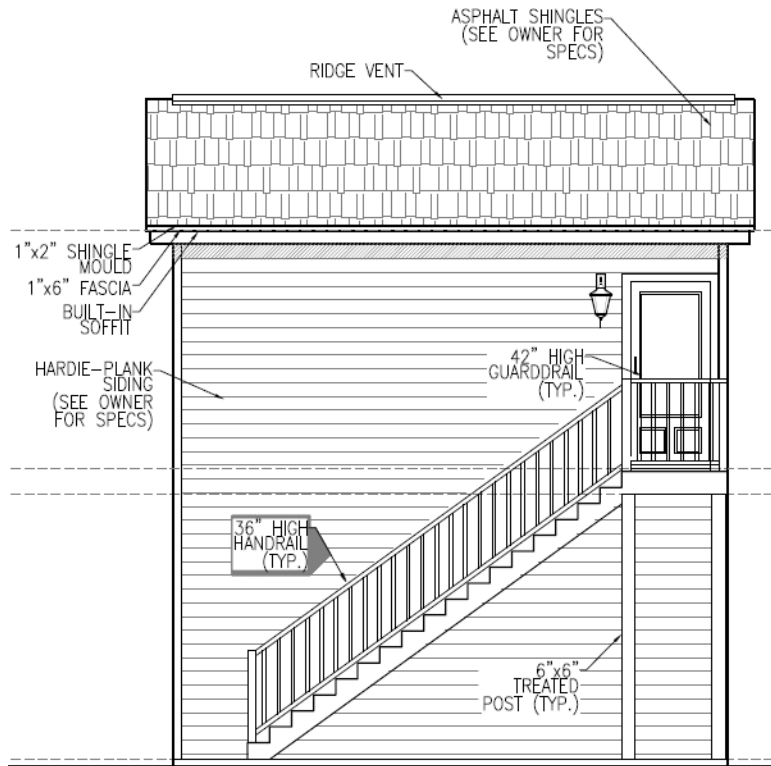 ASPHALT SHINGLES
(SEE OWNER FOR
SPECS)
RIDGE VENT
1"x2" SHINGLE
MOULD
1"x6" FASCIA
BUILT-IN
SOFFIT
HARDIE-PLANK
SIDING
(SEE OWNER
FOR SPECS)
42" HIGH
GUARDDRAIL
(TYP.)
36" HIGH
HANDRAIL
(TYP.)
6"x6"
TREATED
POST (TYP.)